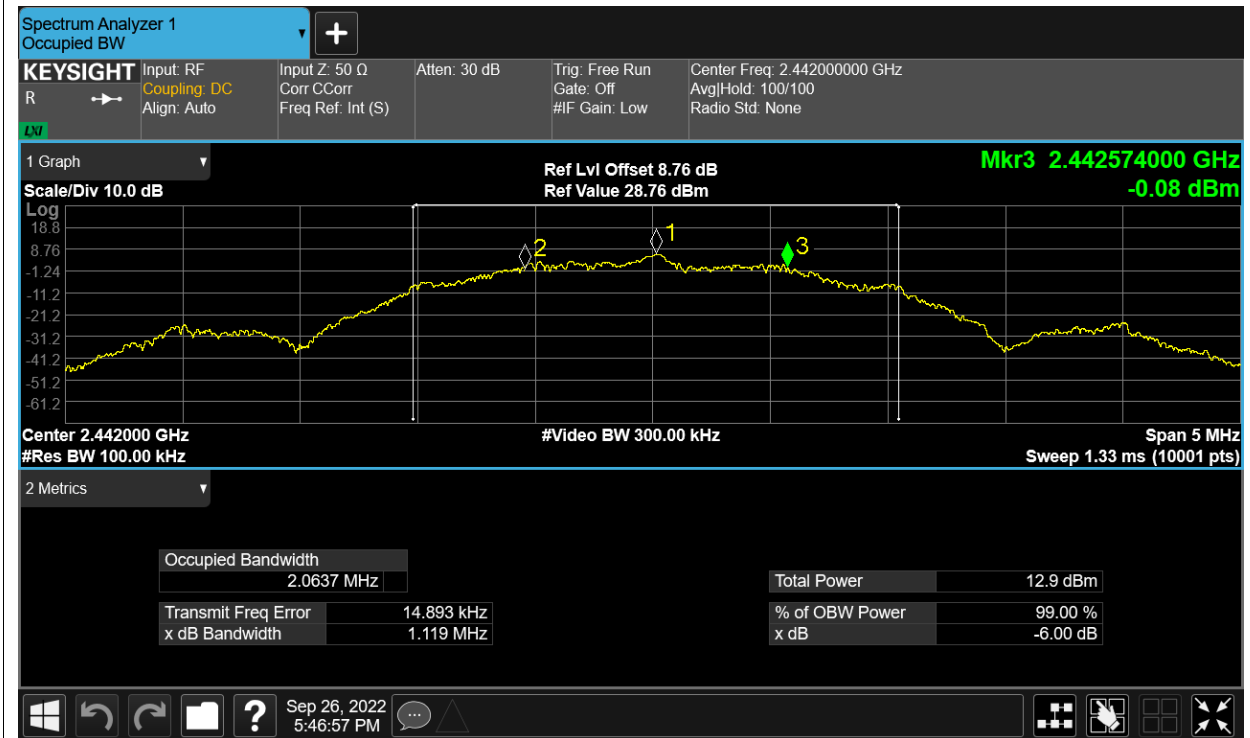 Spectrum Analyzer 1
Occupied BW
KEYSIGHT Input: RF Input Z: 50 Ω Atten: 30 dB Trig: Free Run Center Freq: 2.442000000 GHz
R Coupling: DC Corr CCorr Gate: Off Avg|Hold: 100/100
Align: Auto Freq Ref: Int (S) #IF Gain: Low Radio Std: None
LXI
1 Graph
Ref Lvl Offset 8.76 dB
Mkr3 2.442574000 GHz
Scale/Div 10.0 dB
Ref Value 28.76 dBm
-0.08 dBm
Log
18.8
8.76
-1.24
-11.2
-21.2
-31.2
-41.2
-51.2
-61.2
2
1
3
Center 2.442000 GHz #Video BW 300.00 kHz Span 5 MHz
#Res BW 100.00 kHz Sweep 1.33 ms (10001 pts)
2 Metrics
Occupied Bandwidth
2.0637 MHz
Total Power 12.9 dBm
Transmit Freq Error 14.893 kHz
% of OBW Power 99.00 %
x dB Bandwidth 1.119 MHz
x dB -6.00 dB
? Sep 26, 2022
5:46:57 PM